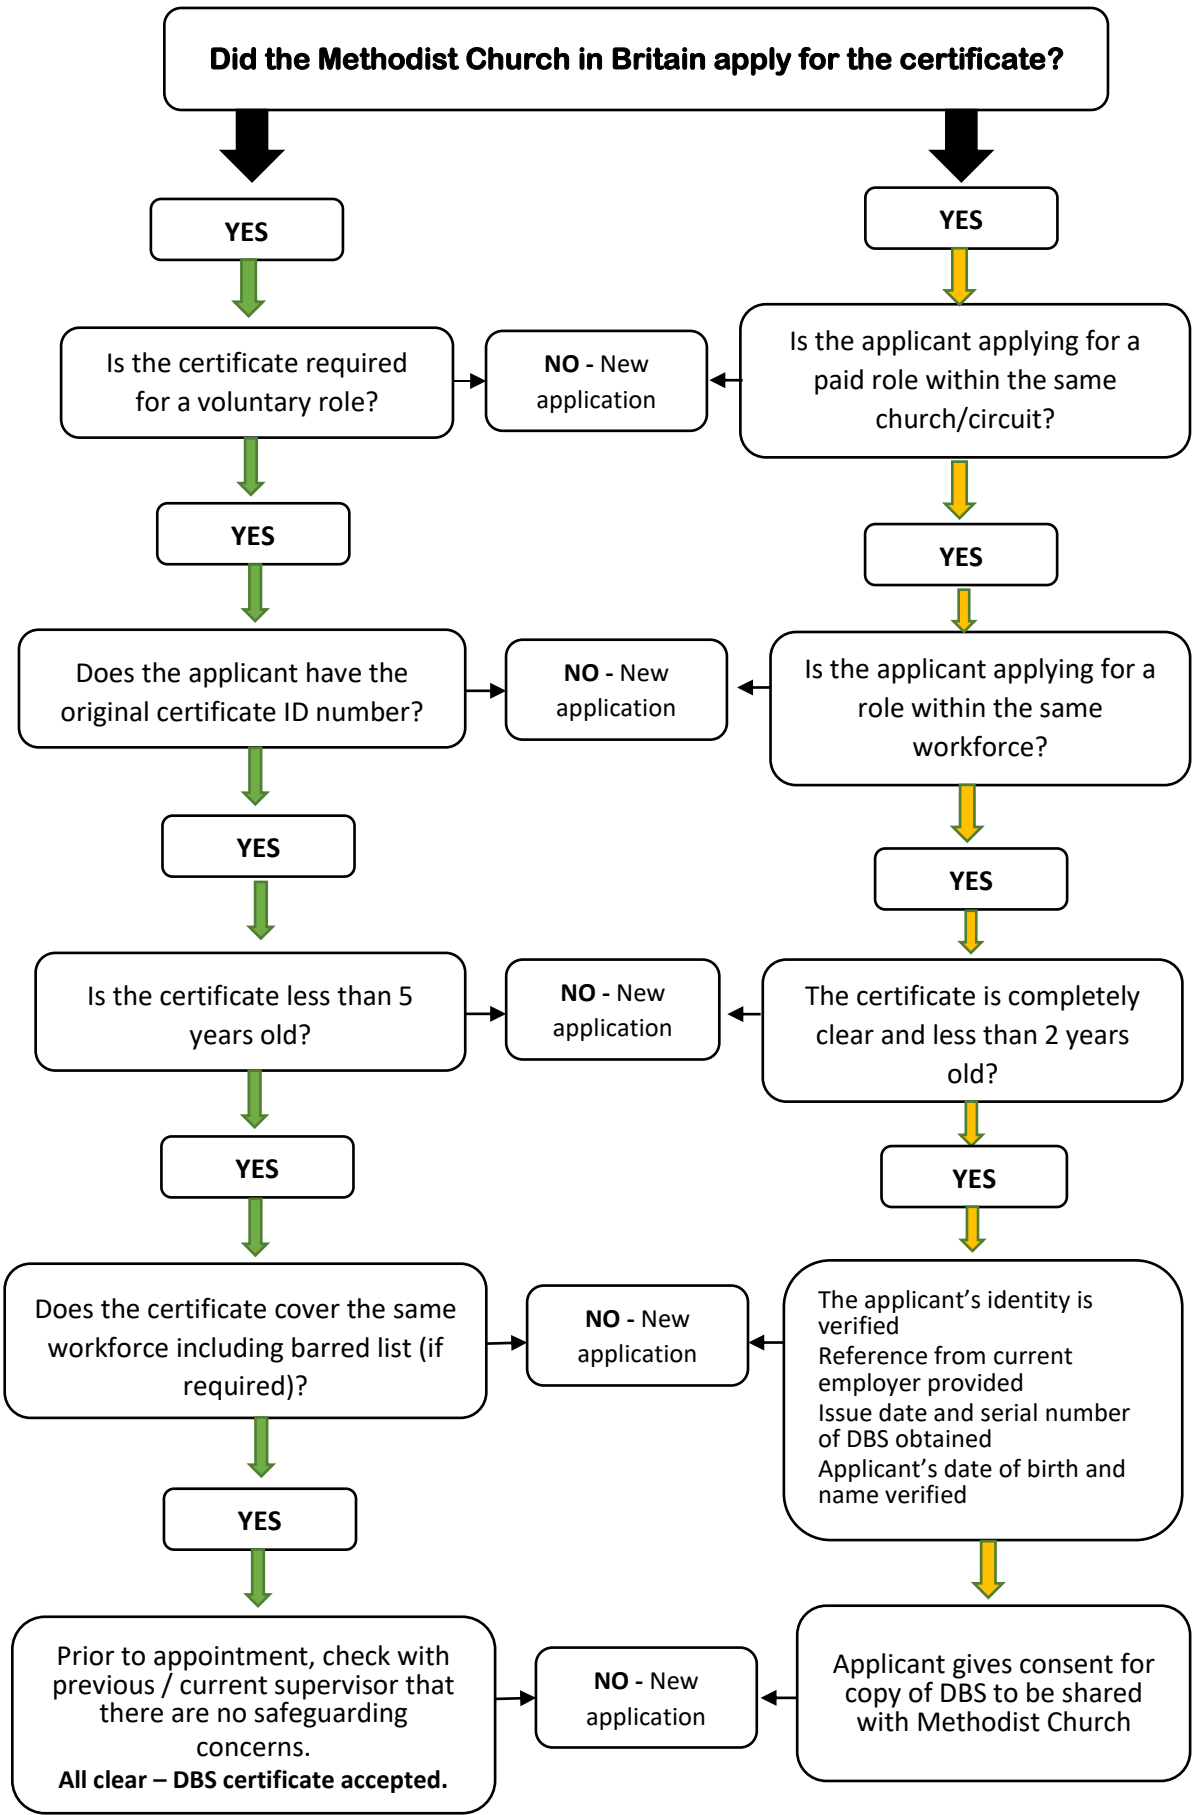 Did the Methodist Church in Britain apply for the certificate?
YES
YES
Is the certificate required
for a voluntary role?
NO - New
application
Is the applicant applying for a
paid role within the same
church/circuit?
YES
YES
Does the applicant have the
original certificate ID number?
NO - New
application
Is the applicant applying for a
role within the same
workforce?
YES
YES
Is the certificate less than 5
years old?
NO - New
application
The certificate is completely
clear and less than 2 years
old?
YES
YES
Does the certificate cover the same
workforce including barred list (if
required)?
NO - New
application
The applicant’s identity is
verified
Reference from current
employer provided
Issue date and serial number
of DBS obtained
Applicant’s date of birth and
name verified
YES
Prior to appointment, check with
previous / current supervisor that
there are no safeguarding
concerns.
All clear – DBS certificate accepted.
NO - New
application
Applicant gives consent for
copy of DBS to be shared
with Methodist Church